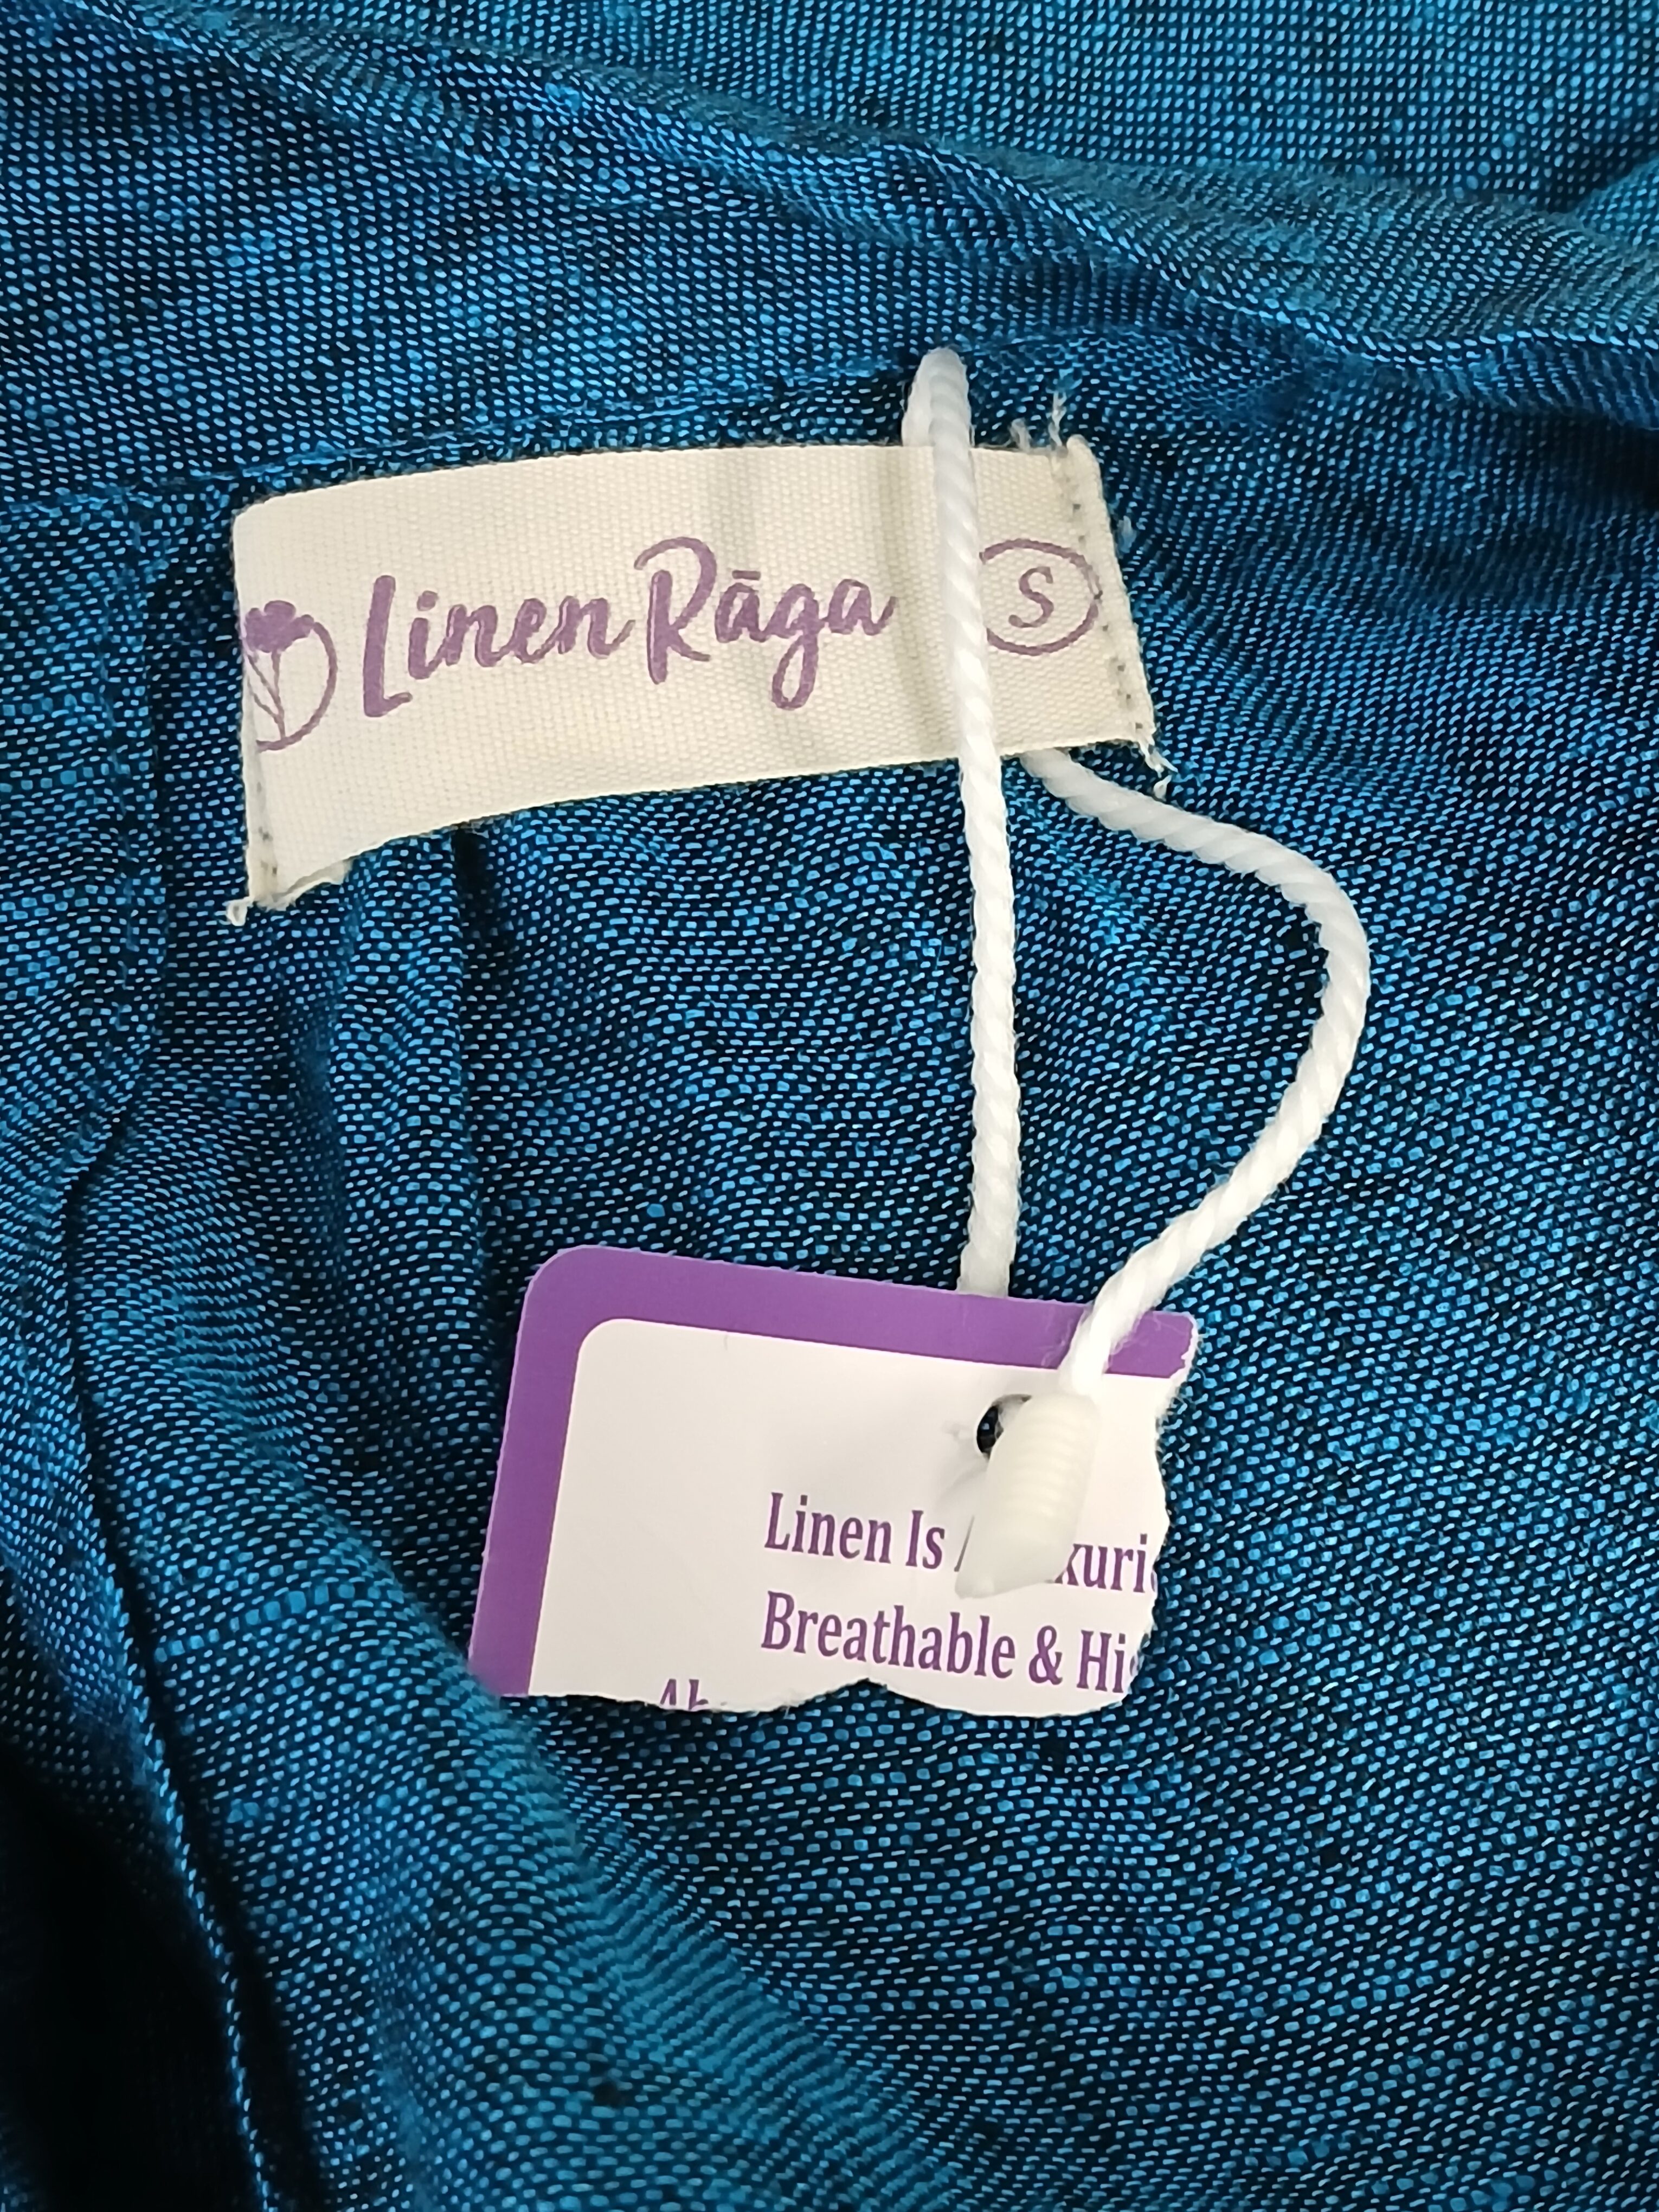 Linen Rāga S
Linen Is
Breathable &